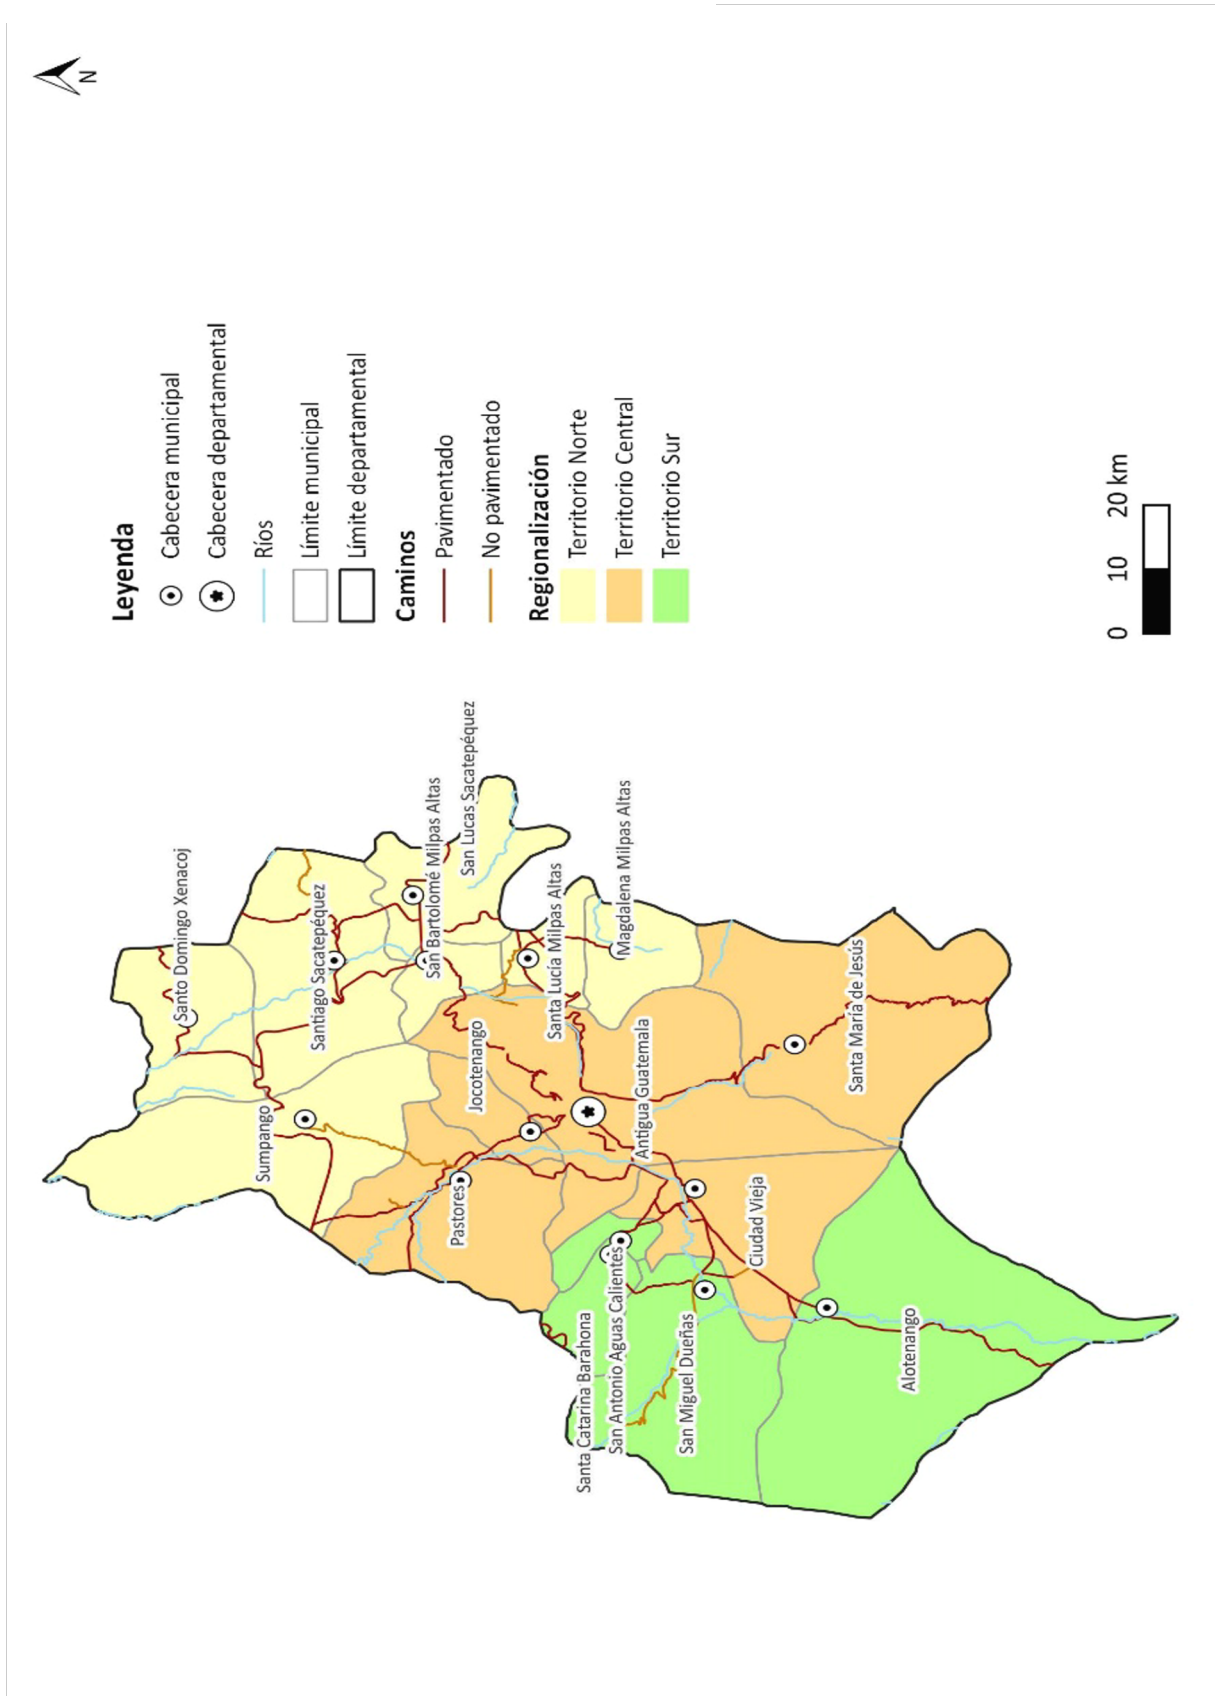 N
Leyenda
Cabecera municipal
Cabecera departamental
Ríos
Límite municipal
Límite departamental
Caminos
Pavimentado
No pavimentado
Regionalización
Territorio Norte
Territorio Central
Territorio Sur
0 10 20 km
Santo Domingo Xenacoj
Sumpango
Santiago Sacatepéquez
San Bartolomé Milpas Altas
San Lucas Sacatepéquez
Pastores
Jocotenango
Santa Lucía Milpas Altas
Magdalena Milpas Altas
Antigua Guatemala
Santa Catarina Barahona
San Antonio Aguas Calientes
San Miguel Dueñas
Ciudad Vieja
Santa María de Jesús
Alotenango